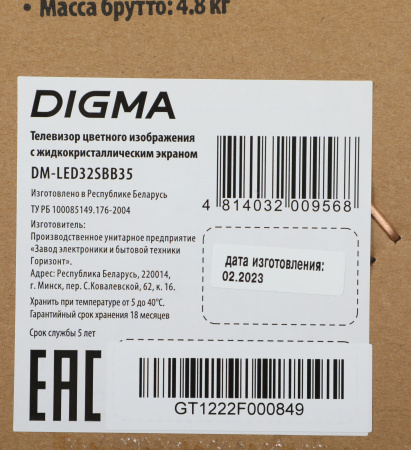 • Масса брутто: 4.8 кг
DIGMA
Телевизор цветного изображения
с жидкокристаллическим экраном
DM-LED32SBB35
Изготовлено в Республике Беларусь
ТУ РБ 100085149.176-2004
Изготовитель:
Производственное унитарное предприятие
«Завод электроники и бытовой техники
Горизонт».
Адрес: Республика Беларусь, 220014,
г. Минск, пер. С.Ковалевской, 62, к. 16.
Хранить при температуре от 5 до 40°С.
Гарантийный срок хранения 18 месяцев
Срок службы 5 лет
4 814032 009568
дата изготовления:
02.2023
EAC
GT1222F000849